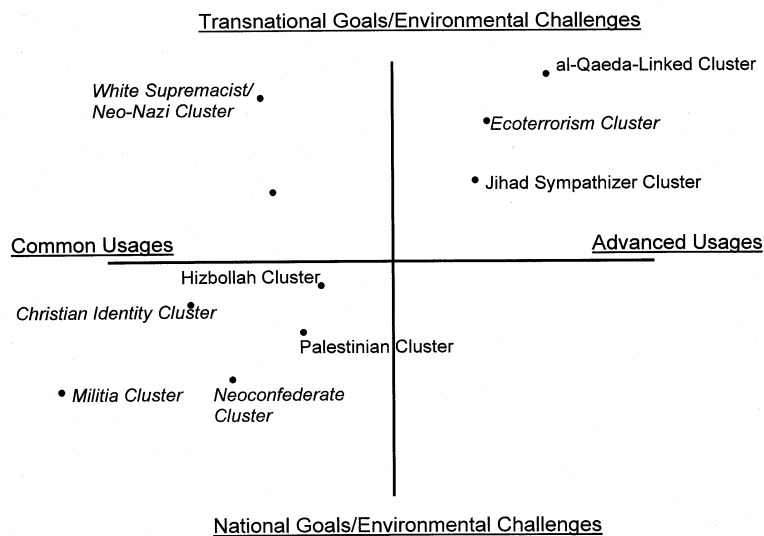 Transnational Goals/Environmental Challenges
al-Qaeda-Linked Cluster
White Supremacist/
Neo-Nazi Cluster
Ecoterrorism Cluster
Jihad Sympathizer Cluster
Common Usages
Advanced Usages
Hizbollah Cluster
Christian Identity Cluster
Palestinian Cluster
Militia Cluster
Neoconfederate
Cluster
National Goals/Environmental Challenges